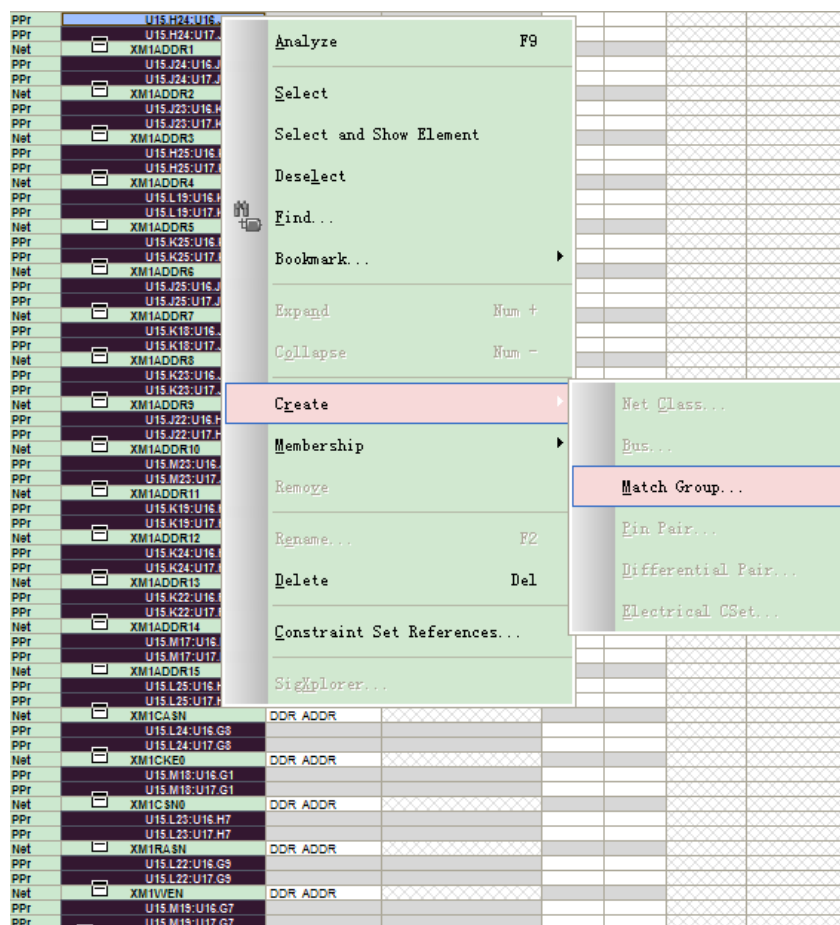 PPr U15.H24:U16.
PPr U15.H24:U17.
Net XM1ADDR1
PPr U15.J24:U16.J
PPr U15.J24:U17.J
Net XM1ADDR2
PPr U15.J23:U16.
PPr U15.J23:U17.
Net XM1ADDR3
PPr U15.H25:U16.
PPr U15.H25:U17.
Net XM1ADDR4
PPr U15.L19:U16.
PPr U15.L19:U17.
Net XM1ADDR5
PPr U15.K25:U16.
PPr U15.K25:U17.
Net XM1ADDR6
PPr U15.J25:U16.J
PPr U15.J25:U17.J
Net XM1ADDR7
PPr U15.K18:U16.
PPr U15.K18:U17.
Net XM1ADDR8
PPr U15.K23:U16.
PPr U15.K23:U17.
Net XM1ADDR9
PPr U15.J22:U16.
PPr U15.J22:U17.
Net XM1ADDR10
PPr U15.M23:U16.
PPr U15.M23:U17.
Net XM1ADDR11
PPr U15.K19:U16.
PPr U15.K19:U17.
Net XM1ADDR12
PPr U15.K24:U16.
PPr U15.K24:U17.
Net XM1ADDR13
PPr U15.K22:U16.
PPr U15.K22:U17.
Net XM1ADDR14
PPr U15.M17:U16.
PPr U15.M17:U17.
Net XM1ADDR15
PPr U15.L25:U16.
PPr U15.L25:U17.
Net XM1CASN DDR ADDR
PPr U15.L24:U16.G8
PPr U15.L24:U17.G8
Net XM1CKE0 DDR ADDR
PPr U15.M18:U16.G1
PPr U15.M18:U17.G1
Net XM1CSN0 DDR ADDR
PPr U15.L23:U16.H7
PPr U15.L23:U17.H7
Net XM1RASN DDR ADDR
PPr U15.L22:U16.G9
PPr U15.L22:U17.G9
Net XM1WEN DDR ADDR
PPr U15.M19:U16.G7
PPr U15.M19:U17.G7
Analyze F9
Select
Select and Show Element
Deselect
Find...
Bookmark...
Expand Num +
Collapse Num -
Create
Membership
Remove
Rename... F2
Delete Del
Constraint Set References...
SigXplorer...
Net Class...
Bus...
Match Group...
Pin Pair...
Differential Pair...
Electrical CSet...